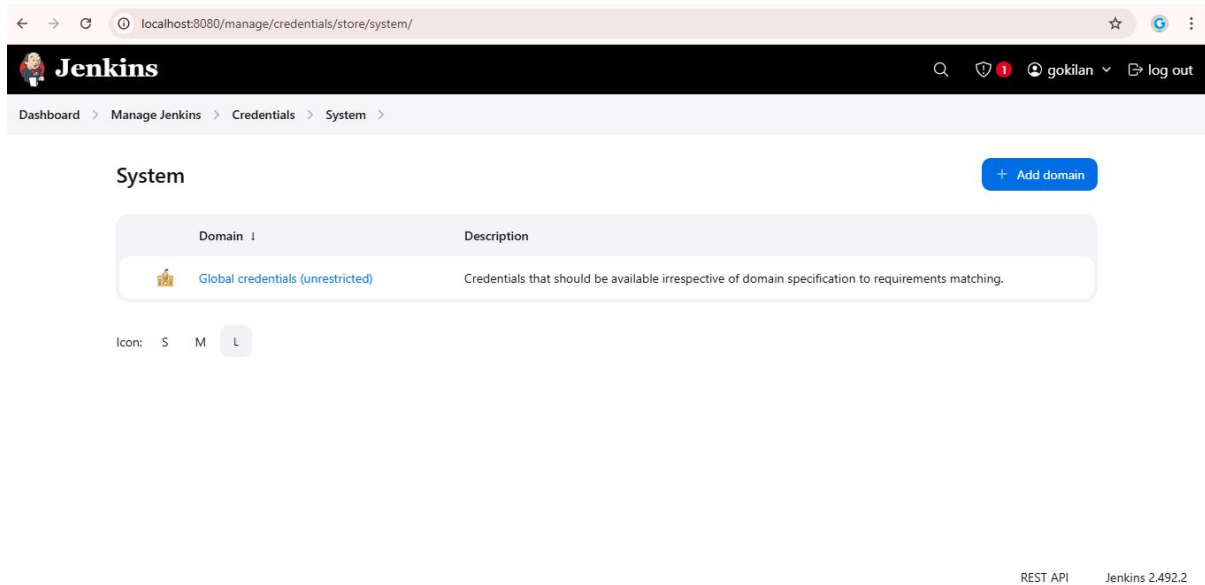 localhost:8080/manage/credentials/store/system/
G
Jenkins
1
gokilan
log out
Dashboard > Manage Jenkins > Credentials > System >
System
+ Add domain
Domain ↓ Description
Global credentials (unrestricted) Credentials that should be available irrespective of domain specification to requirements matching.
Icon: S M L
REST API Jenkins 2.492.2